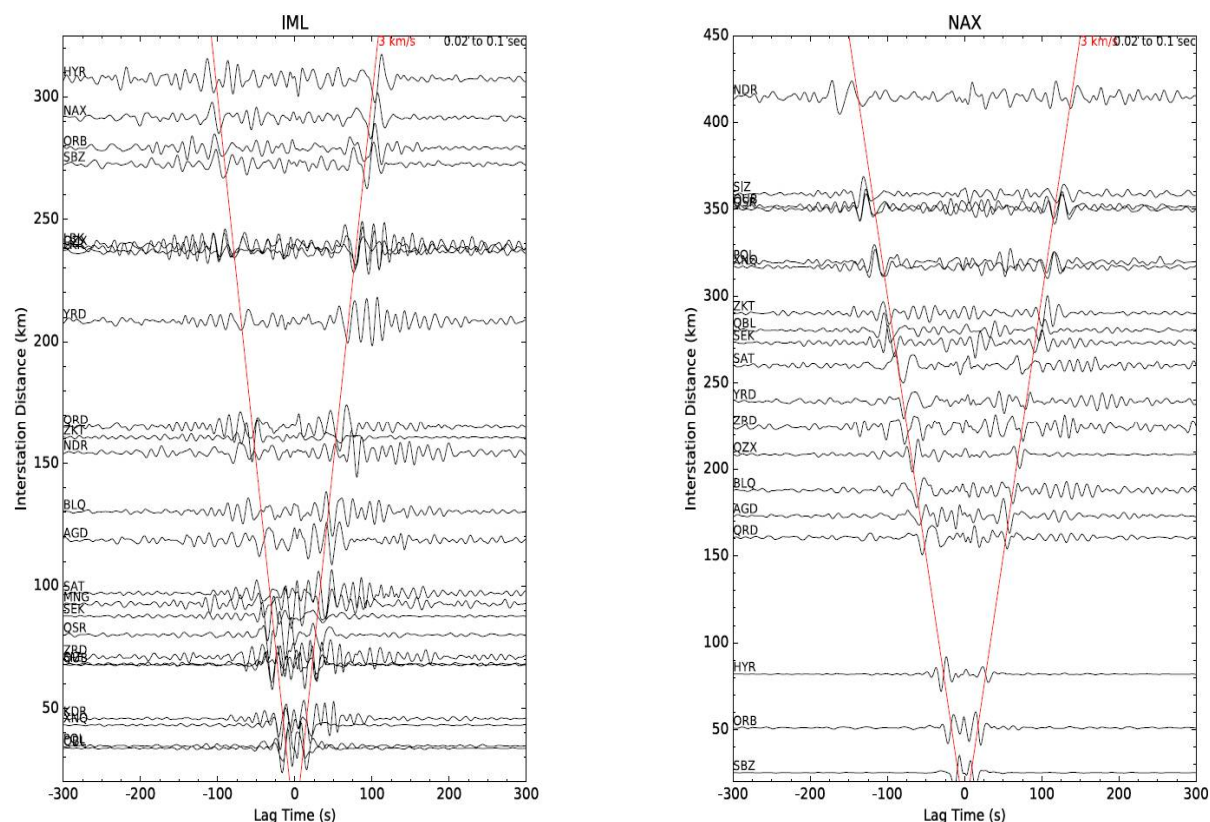 IML
3 km/s 0.02 to 0.1 sec
HYR
300
NAX
ORB
SBZ
250
YRD
200
ORD
ZKT
NDR
150
BLQ
AGD
100
SAT
MNG
SEK
QSR
ZRD
50
KDR
XNQ
QBL
-300 -200 -100 0 100 200 300
Lag Time (s)
Interstation Distance (km)
NAX
450
3 km/s 0.02 to 0.1 sec
NDR
400
SIZ
350
XNQ
300
ZKT
QBL
SEK
SAT
250
YRD
ZRD
QZX
200
BLQ
AGD
QRD
150
100
HYR
50
ORB
SBZ
-300 -200 -100 0 100 200 300
Lag Time (s)
Interstation Distance (km)